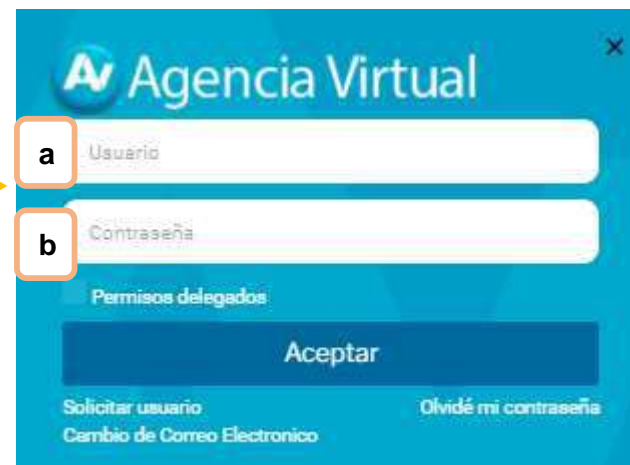 AV Agencia Virtual
×
a Usuario
b Contraseña
Permisos delegados
Aceptar
Solicitar usuario Olvidé mi contraseña
Cambio de Correo Electronico